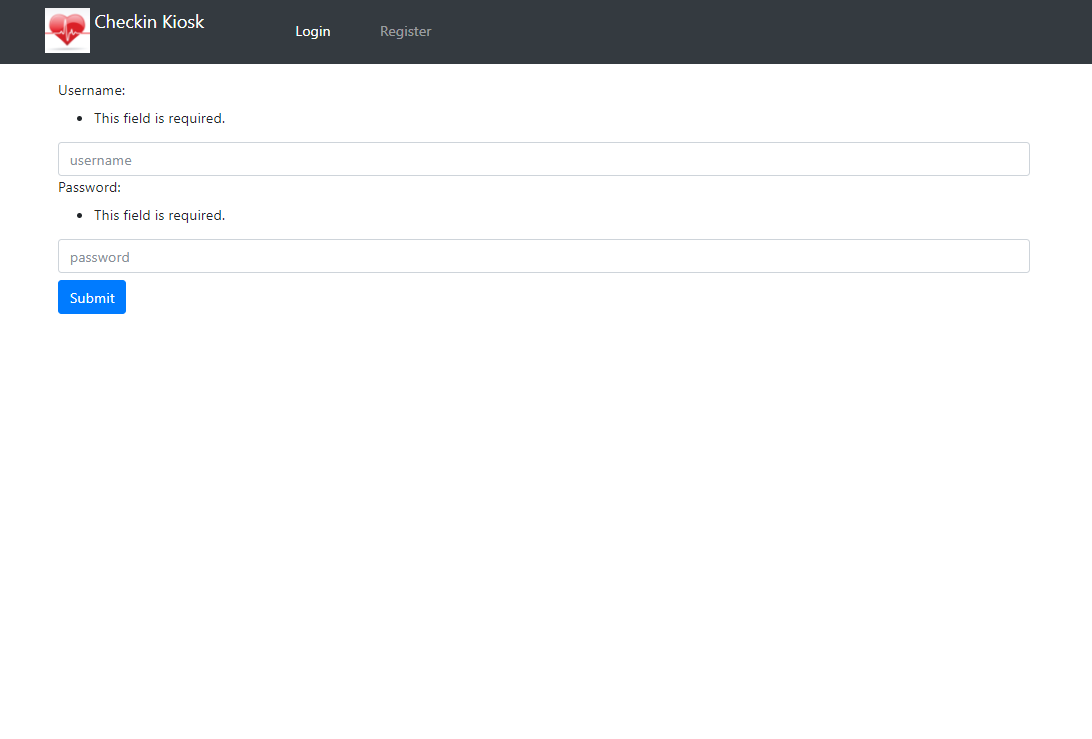 Checkin Kiosk
Login
Register
Username:
This field is required.
username
Password:
This field is required.
password
Submit